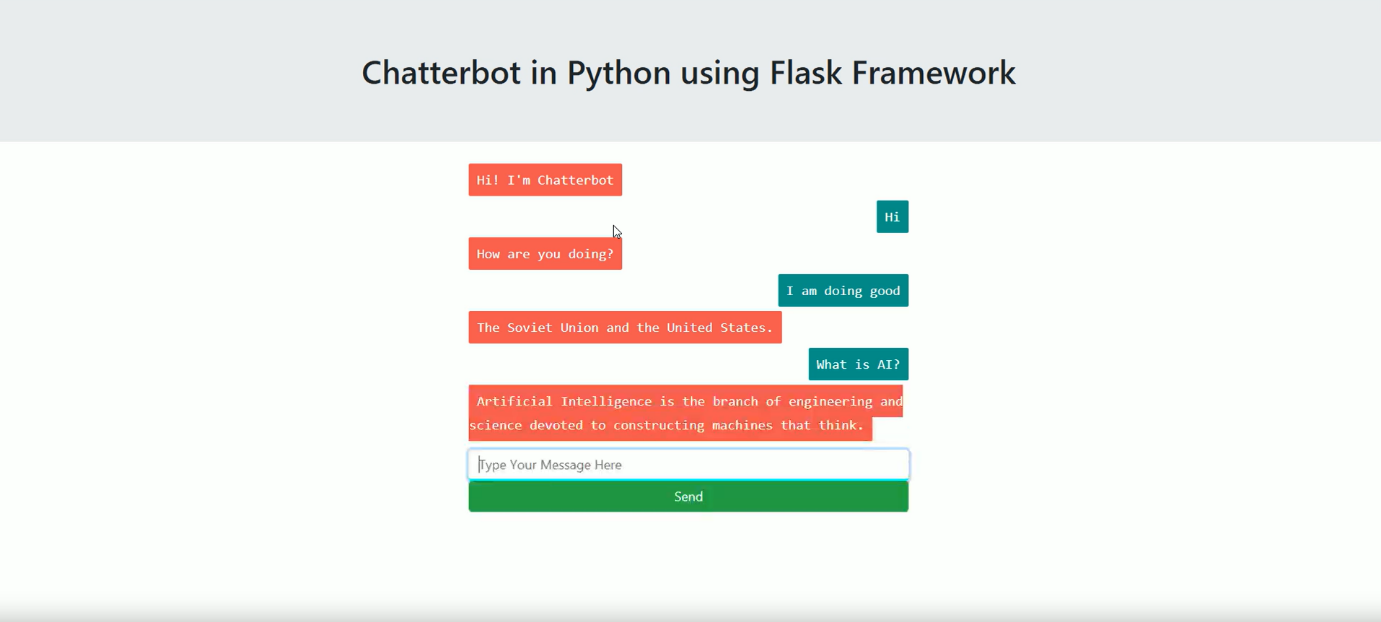 Chatterbot in Python using Flask Framework
Hi! I'm Chatterbot
Hi
How are you doing?
I am doing good
The Soviet Union and the United States.
What is AI?
Artificial Intelligence is the branch of engineering and
science devoted to constructing machines that think.
Type Your Message Here
Send